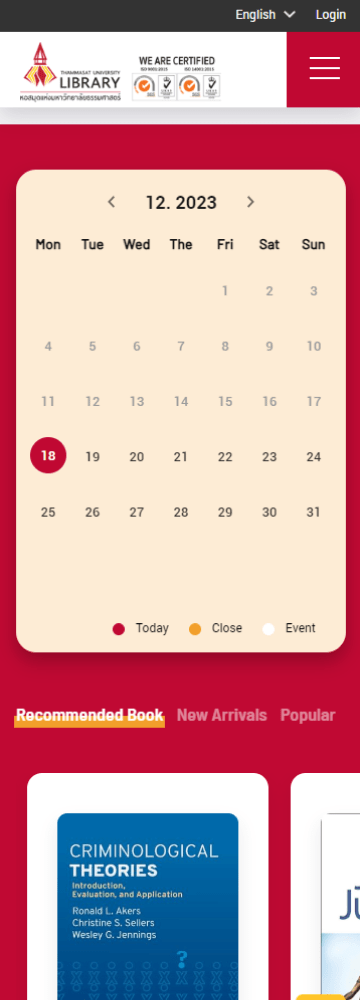 English
Login
THAMMASAT UNIVERSITY
LIBRARY
หอสมุดแห่งมหาวิทยาลัยธรรมศาสตร์
WE ARE CERTIFIED
ISO 9001:2015
ISO 14001:2015
12. 2023
Mon Tue Wed The Fri Sat Sun
1 2 3
4 5 6 7 8 9 10
11 12 13 14 15 16 17
18 19 20 21 22 23 24
25 26 27 28 29 30 31
Today Close Event
Recommended Book New Arrivals Popular
CRIMINOLOGICAL
THEORIES
Introduction,
Evaluation, and Application
Ronald L. Akers
Christine S. Sellers
Wesley G. Jennings
?